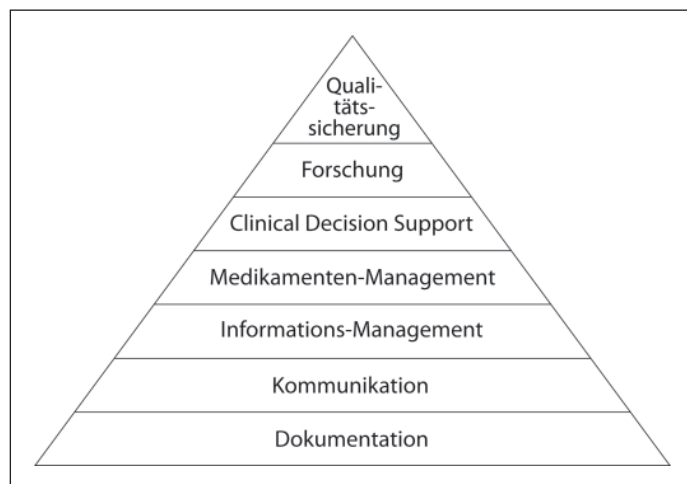 Quali-
täts-
sicherung
Forschung
Clinical Decision Support
Medikamenten-Management
Informations-Management
Kommunikation
Dokumentation